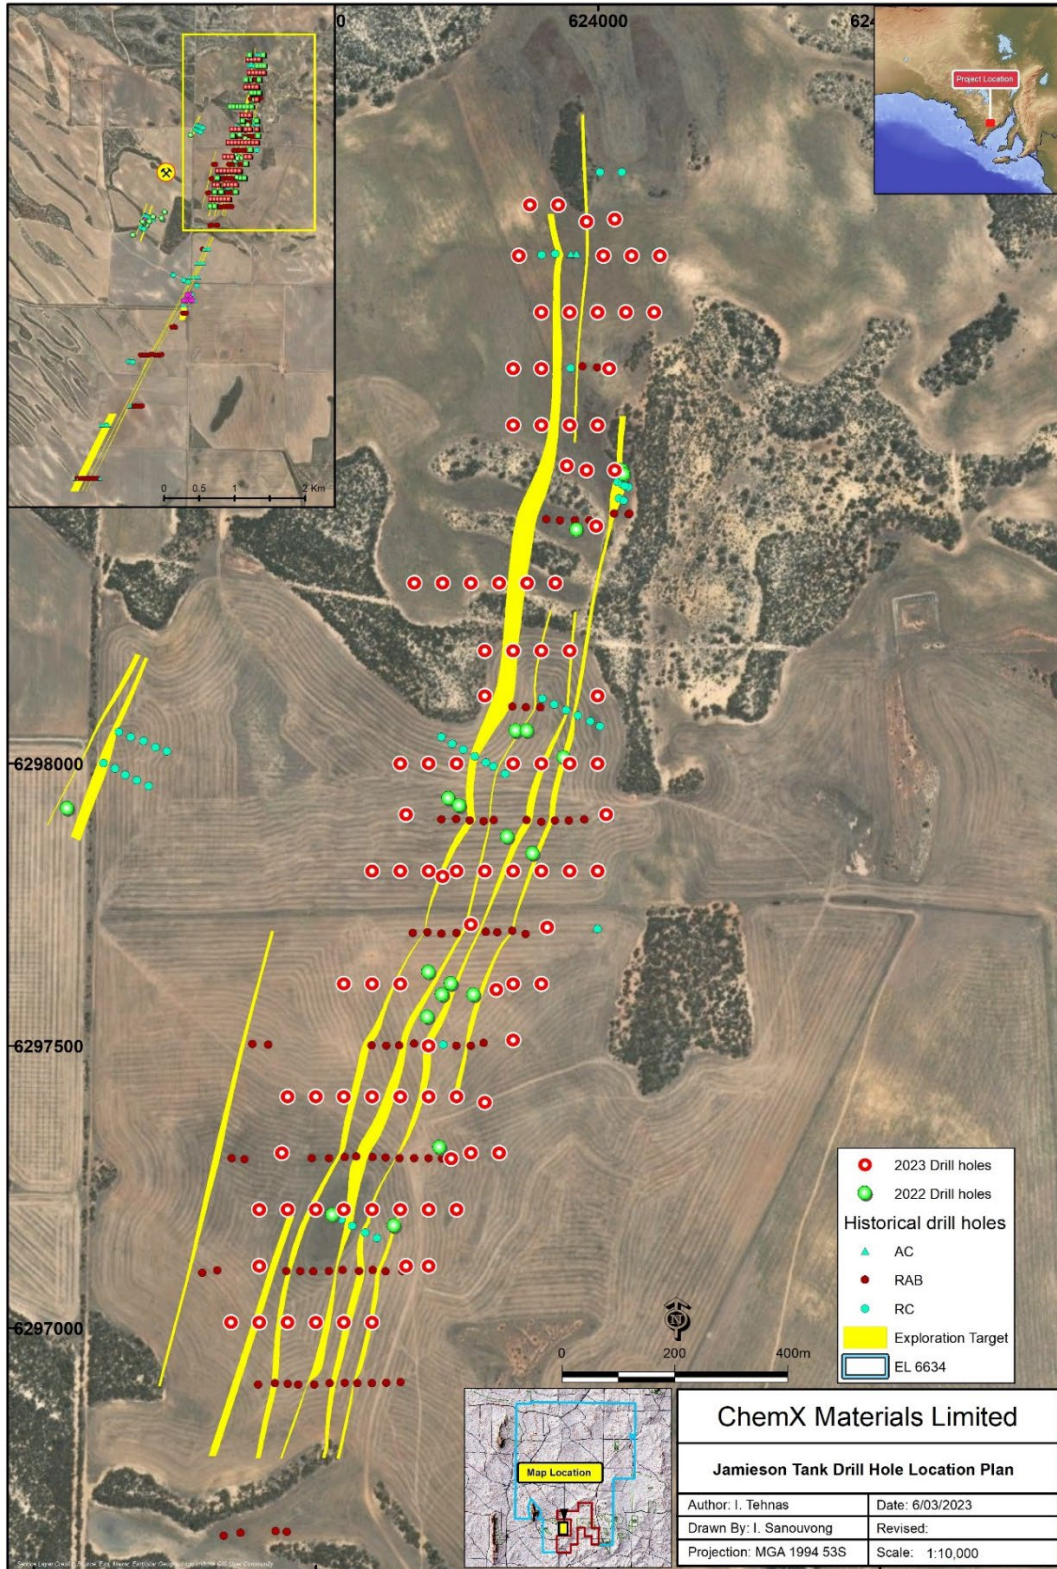 0
624000
624
Project Location
0 0.5 1 2 Km
6298000
6297500
6297000
2023 Drill holes
2022 Drill holes
Historical drill holes
AC
RAB
RC
Exploration Target
EL 6634
N
0 200 400m
Map Location
ChemX Materials Limited
Jamieson Tank Drill Hole Location Plan
Author: I. Tehnas
Date: 6/03/2023
Drawn By: I. Sanouvong
Revised:
Projection: MGA 1994 53S
Scale: 1:10,000